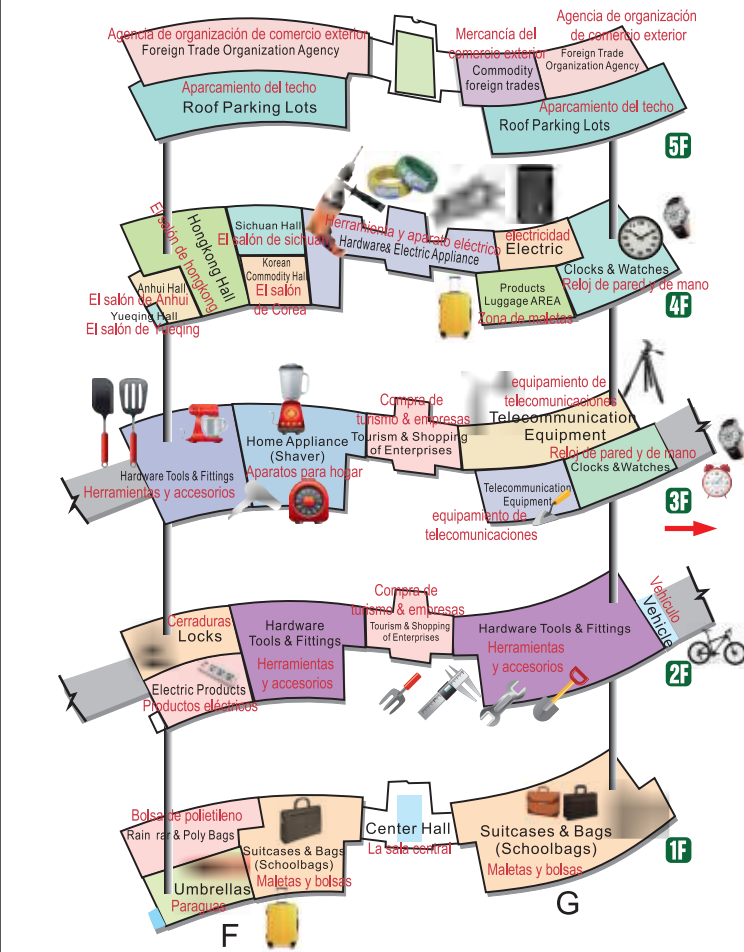 Agencia de organización de comercio exterior
Foreign Trade Organization Agency
Aparcamiento del techo
Roof Parking Lots
Mercancía del
comercio exterior
Commodity
foreign trades
Agencia de organización
de comercio exterior
Foreign Trade
Organization Agency
Aparcamiento del techo
Roof Parking Lots
5F
El salón de hongkong
Hongkong Hall
Sichuan Hall
El salón de sichuan
Korean
Commodity Hall
El salón
de Corea
Anhui Hall
El salón de Anhui
Yueqing Hall
El salón de Yueqing
Herramienta y aparato eléctrico
Hardware & Electric Appliance
electricidad
Electric
Products
Luggage AREA
Zona de maletas
Clocks & Watches
Reloj de pared y de mano
4F
Hardware Tools & Fittings
Herramientas y accesorios
Home Appliance
(Shaver)
Aparatos para hogar
Compra de
turismo & empresas
Tourism & Shopping
of Enterprises
equipamiento de
telecomunicaciones
Telecommunication
Equipment
Reloj de pared y de mano
Clocks & Watches
Telecommunication
Equipment
equipamiento de
telecomunicaciones
3F
Cerraduras
Locks
Electric Products
Productos eléctricos
Hardware
Tools & Fittings
Herramientas
y accesorios
Compra de
turismo & empresas
Tourism & Shopping
of Enterprises
Hardware Tools & Fittings
Herramientas
y accesorios
Vehículo
Vehicle
2F
Bolsa de polietileno
Rain & Poly Bags
Umbrellas
Paraguas
Suitcases & Bags
(Schoolbags)
Maletas y bolsas
Center Hall
La sala central
Suitcases & Bags
(Schoolbags)
Maletas y bolsas
1F
F
G